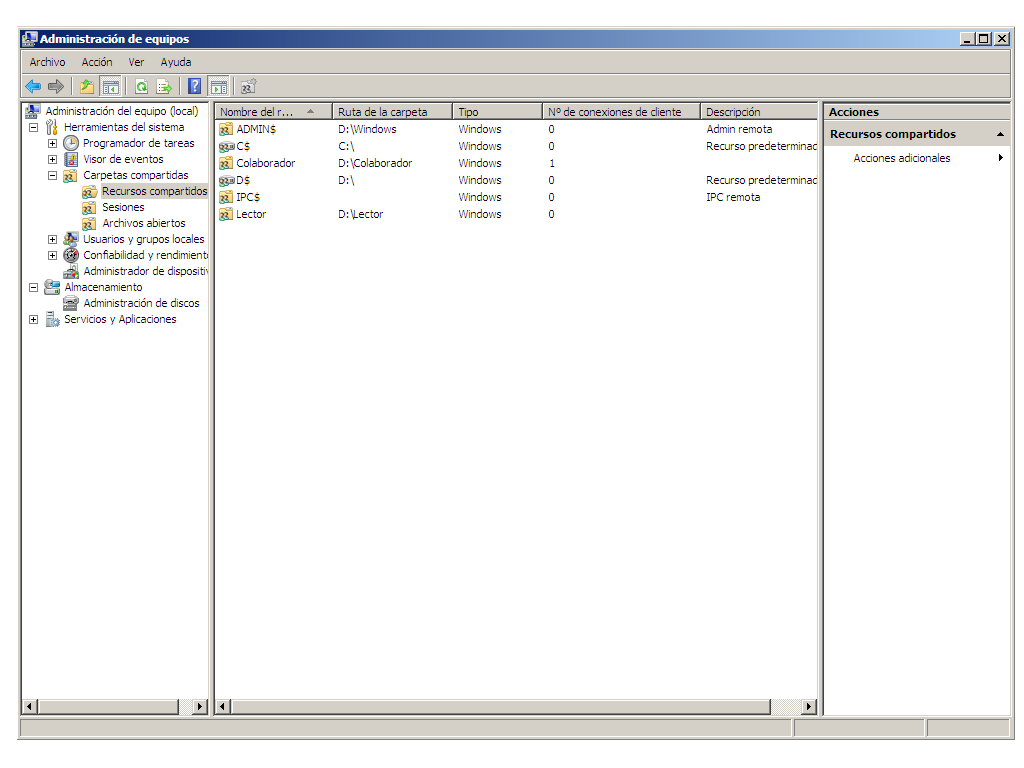 Administración de equipos
Archivo Acción Ver Ayuda
Administración del equipo (local)
Herramientas del sistema
Programador de tareas
Visor de eventos
Carpetas compartidas
Recursos compartidos
Sesiones
Archivos abiertos
Usuarios y grupos locales
Confiabilidad y rendimiento
Administrador de dispositiv
Almacenamiento
Administración de discos
Servicios y Aplicaciones
Nombre del r... Ruta de la carpeta Tipo Nº de conexiones de cliente Descripción
ADMIN$ D:\Windows Windows 0 Admin remota
C$ C:\ Windows 0 Recurso predeterminad
Colaborador D:\Colaborador Windows 1
D$ D:\ Windows 0 Recurso predeterminad
IPC$ Windows 0 IPC remota
Lector D:\Lector Windows 0
Acciones
Recursos compartidos
Acciones adicionales